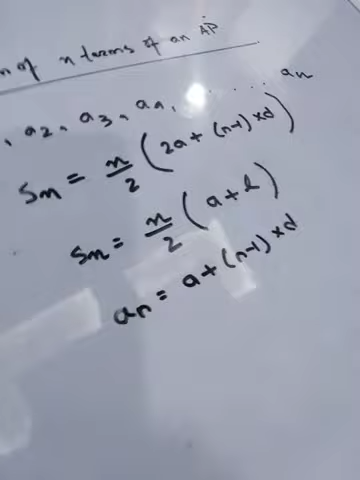 n of n terms of an AP
, a2, a3, a4, . . . . . . an
Sn = n/2 (2a + (n-1) × d)
Sn = n/2 (a + l)
an = a + (n-1) × d